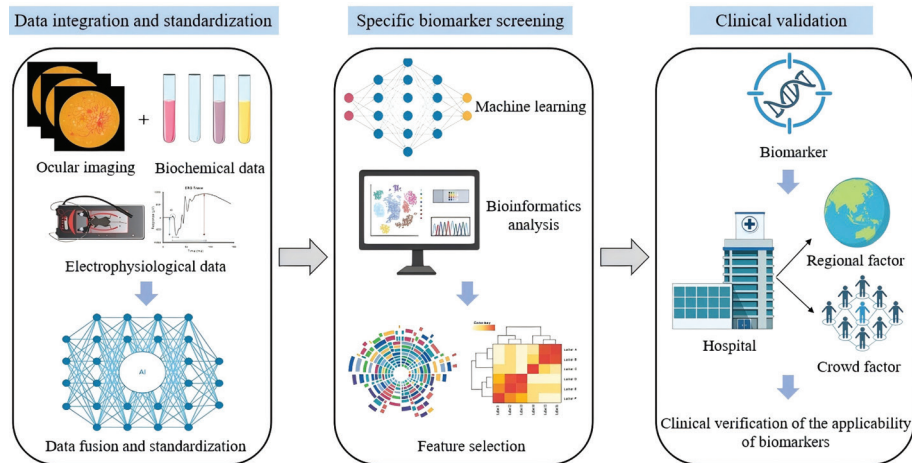 Data integration and standardization
Specific biomarker screening
Clinical validation
+
Ocular imaging
Biochemical data
Electrophysiological data
AI
Data fusion and standardization
Machine learning
Bioinformatics
analysis
Feature selection
Biomarker
Hospital
Regional factor
Crowd factor
Clinical verification of the applicability
of biomarkers